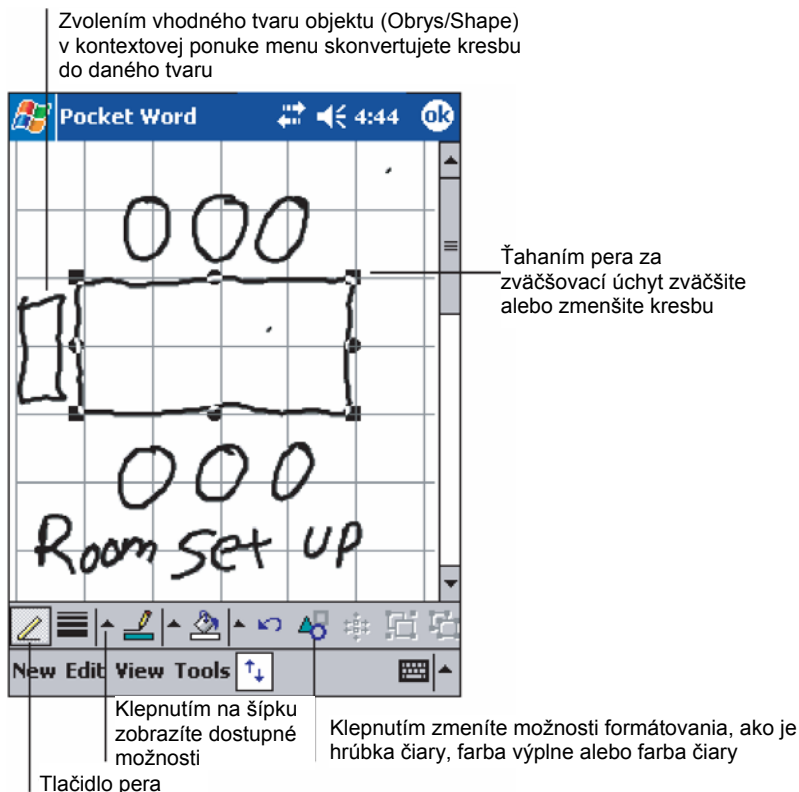 Zvolením vhodného tvaru objektu (Obrys/Shape)
v kontextovej ponuke menu skonvertujete kresbu
do daného tvaru
Pocket Word 4:44 ok
Ťahaním pera za
zväčšovací úchyt zväčšite
alebo zmenšite kresbu
Room Set UP
New Edit View Tools
Klepnutím na šípku
zobrazíte dostupné
možnosti
Klepnutím zmeníte možnosti formátovania, ako je
hrúbka čiary, farba výplne alebo farba čiary
Tlačidlo pera